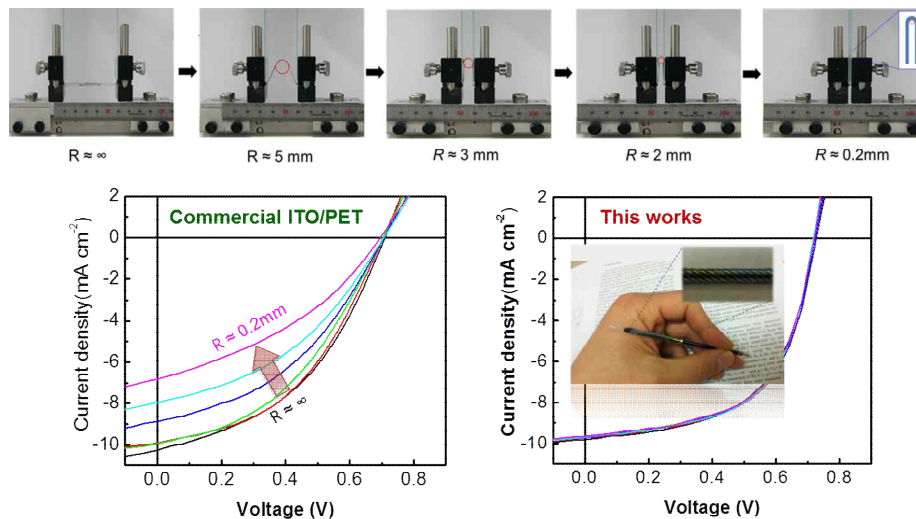 R ≈ ∞
R ≈ 5 mm
R ≈ 3 mm
R ≈ 2 mm
R ≈ 0.2mm
Commercial ITO/PET
R ≈ 0.2mm
R ≈ ∞
2
0
-2
-4
-6
-8
-10
Current density(mA cm-2)
0.0 0.2 0.4 0.6 0.8
Voltage (V)
This works
2
0
-2
-4
-6
-8
-10
Current density(mA cm-2)
0.0 0.2 0.4 0.6 0.8
Voltage (V)